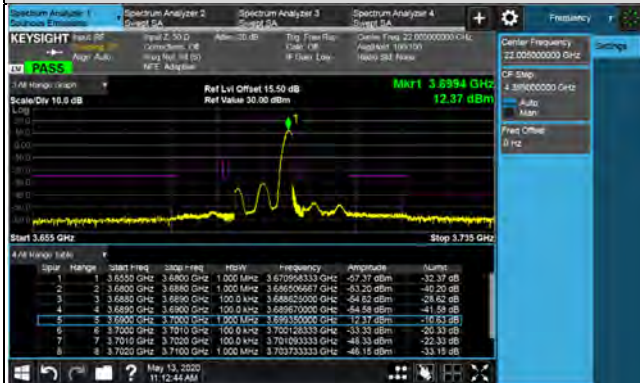 Spectrum Analyzer 1
Spurious Emissions
Spectrum Analyzer 2
Swept SA
Spectrum Analyzer 3
Swept SA
Spectrum Analyzer 4
Swept SA
Frequency
KEYSIGHT
Input: RF
Align: Auto
Input Z: 50 Ω
Corrections: Off
Freq Ref: Int (S)
NFE: Adaptive
Atten: 30 dB
Trig: Free Run
Gate: Off
IF Gain: Low
Center Freq: 22.005000000 GHz
Avg|Hold: 100/100
Radio Std: None
LM PASS
3 All Range Graph
Scale/Div 10.0 dB
Ref Lvl Offset 15.50 dB
Ref Value 30.00 dBm
Mkr1 3.6994 GHz
12.37 dBm
Log
1
Start 3.655 GHz
Stop 3.735 GHz
4 All Range Table
Spur Range Start Freq Stop Freq RBW Frequency Amplitude ΔLimit
1 1 3.6550 GHz 3.6800 GHz 1.000 MHz 3.670958333 GHz -57.37 dBm -32.37 dB
2 2 3.6800 GHz 3.6880 GHz 1.000 MHz 3.686506667 GHz -53.20 dBm -40.20 dB
3 3 3.6880 GHz 3.6890 GHz 100.0 kHz 3.688625000 GHz -54.62 dBm -28.62 dB
4 4 3.6890 GHz 3.6900 GHz 100.0 kHz 3.689670000 GHz -54.58 dBm -41.58 dB
5 5 3.6900 GHz 3.7000 GHz 1.000 MHz 3.699350000 GHz 12.37 dBm -10.63 dB
6 6 3.7000 GHz 3.7010 GHz 100.0 kHz 3.700128333 GHz -33.33 dBm -20.33 dB
7 7 3.7010 GHz 3.7020 GHz 100.0 kHz 3.701093333 GHz -48.33 dBm -22.33 dB
8 8 3.7020 GHz 3.7100 GHz 1.000 MHz 3.703733333 GHz -46.15 dBm -33.15 dB
Center Frequency
22.005000000 GHz
Settings
CF Step
Auto
Man
Freq Offset
0 Hz
May 13, 2020
11:12:44 AM